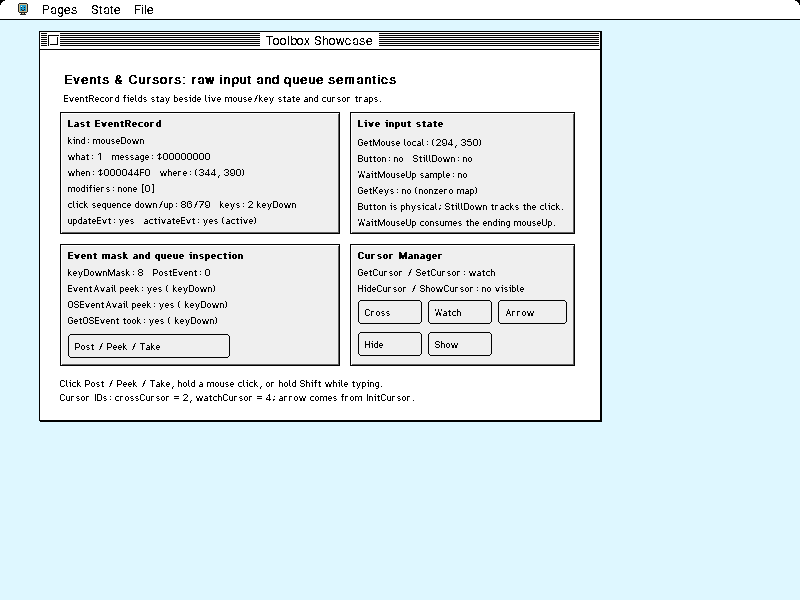 Pages State File
Toolbox Showcase
Events & Cursors: raw input and queue semantics
EventRecord fields stay beside live mouse/key state and cursor traps.
Last EventRecord
kind: mouseDown
what: 1 message: $00000000
when: $000044F0 where: (344, 390)
modifiers: none [0]
click sequence down/up: 86/79 keys: 2 keyDown
updateEvt: yes activateEvt: yes (active)
Live input state
GetMouse local: (294, 350)
Button: no StillDown: no
WaitMouseUp sample: no
GetKeys: no (nonzero map)
Button is physical; StillDown tracks the click.
WaitMouseUp consumes the ending mouseUp.
Event mask and queue inspection
keyDownMask: 8 PostEvent: 0
EventAvail peek: yes ( keyDown)
OSEventAvail peek: yes ( keyDown)
GetOSEvent took: yes ( keyDown)
Post / Peek / Take
Cursor Manager
GetCursor / SetCursor: watch
HideCursor / ShowCursor: no visible
Cross Watch Arrow
Hide Show
Click Post / Peek / Take, hold a mouse click, or hold Shift while typing.
Cursor IDs: crossCursor = 2, watchCursor = 4; arrow comes from InitCursor.